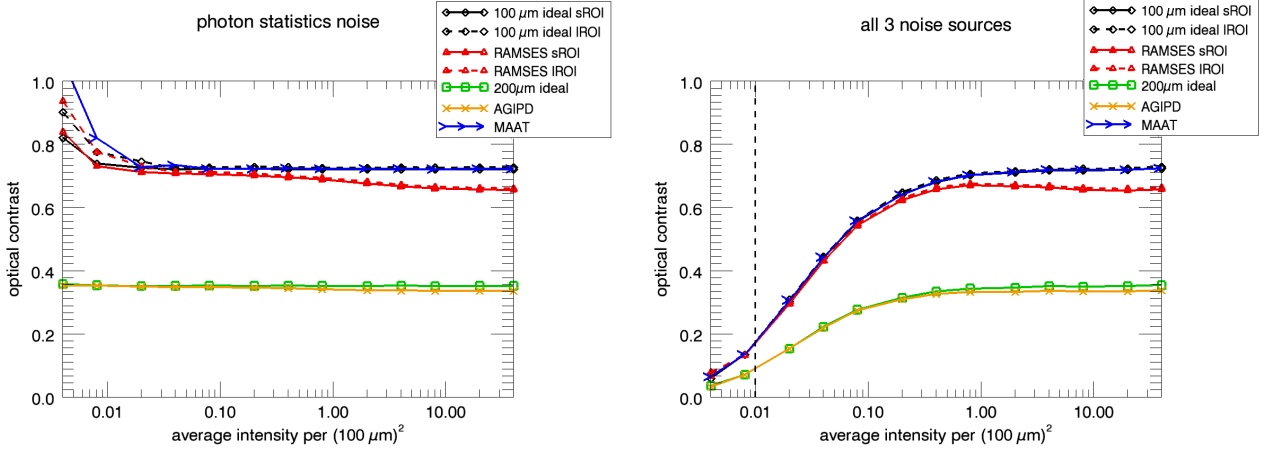 photon statistics noise
100 μm ideal sROI
100 μm ideal lROI
RAMSES sROI
RAMSES lROI
200μm ideal
AGIPD
MAAT
1.0
0.8
0.6
0.4
0.2
0.0
optical contrast
0.01
0.10
1.00
10.00
average intensity per (100 μm)²
all 3 noise sources
100 μm ideal sROI
100 μm ideal lROI
RAMSES sROI
RAMSES lROI
200μm ideal
AGIPD
MAAT
1.0
0.8
0.6
0.4
0.2
0.0
optical contrast
0.01
0.10
1.00
10.00
average intensity per (100 μm)²